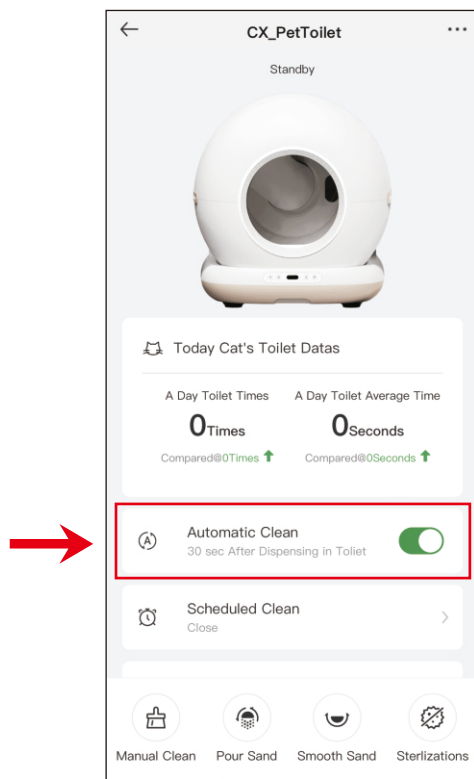 CX_PetToilet
Standby
Today Cat's Toilet Datas
A Day Toilet Times A Day Toilet Average Time
0Times 0Seconds
Compared@0Times Compared@0Seconds
A Automatic Clean
30 sec After Dispensing in Toliet
Scheduled Clean
Close
Manual Clean Pour Sand Smooth Sand Sterlizations